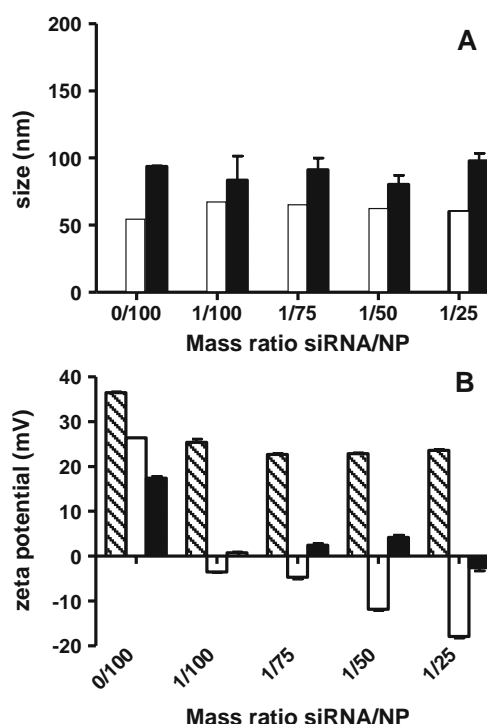 A
size (nm)
200
150
100
50
0
0/100 1/100 1/75 1/50 1/25
Mass ratio siRNA/NP
B
zeta potential (mV)
40
30
20
10
0
-10
-20
0/100 1/100 1/75 1/50 1/25
Mass ratio siRNA/NP